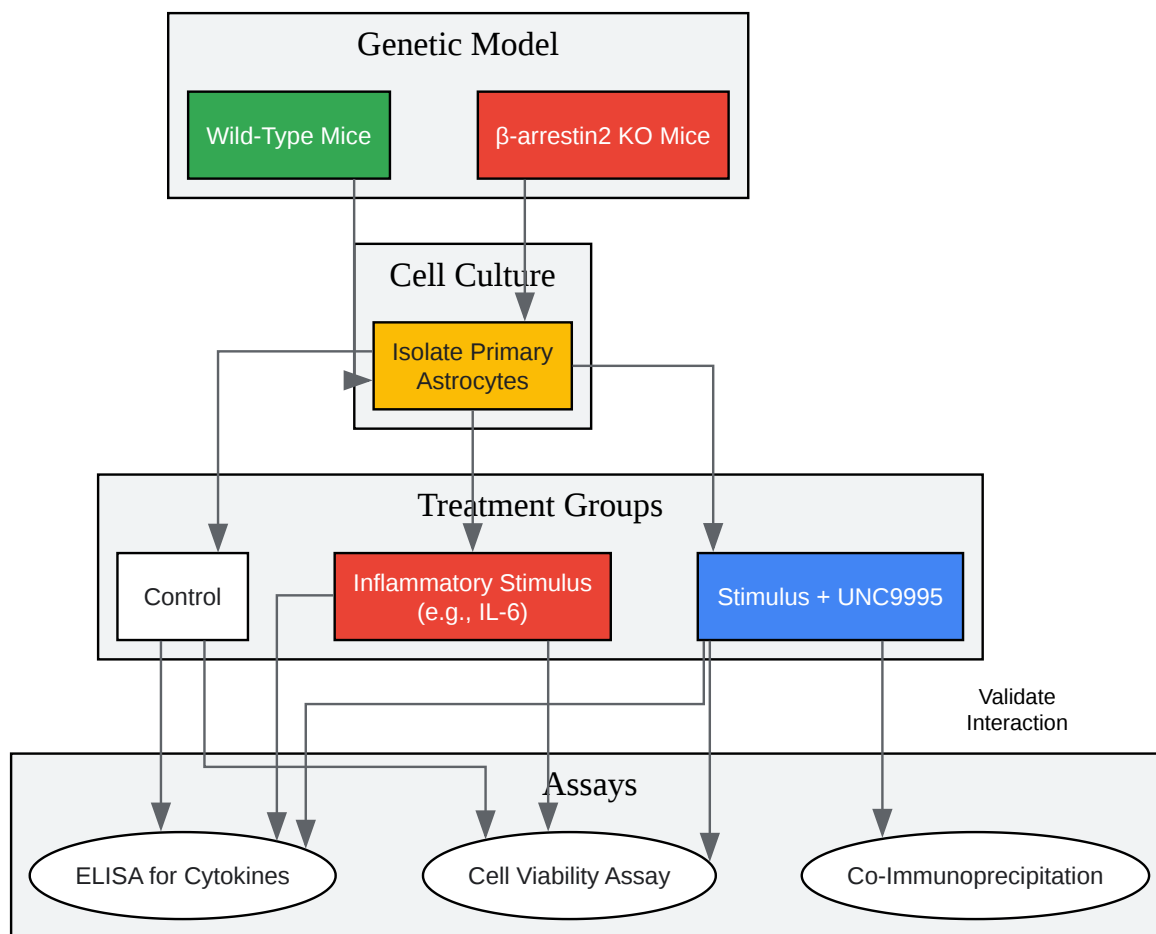 Genetic Model
Wild-Type Mice
β-arrestin2 KO Mice
Cell Culture
Isolate Primary
Astrocytes
Treatment Groups
Control
Inflammatory Stimulus
(e.g., IL-6)
Stimulus + UNC9995
Validate
Interaction
Assays
ELISA for Cytokines
Cell Viability Assay
Co-Immunoprecipitation